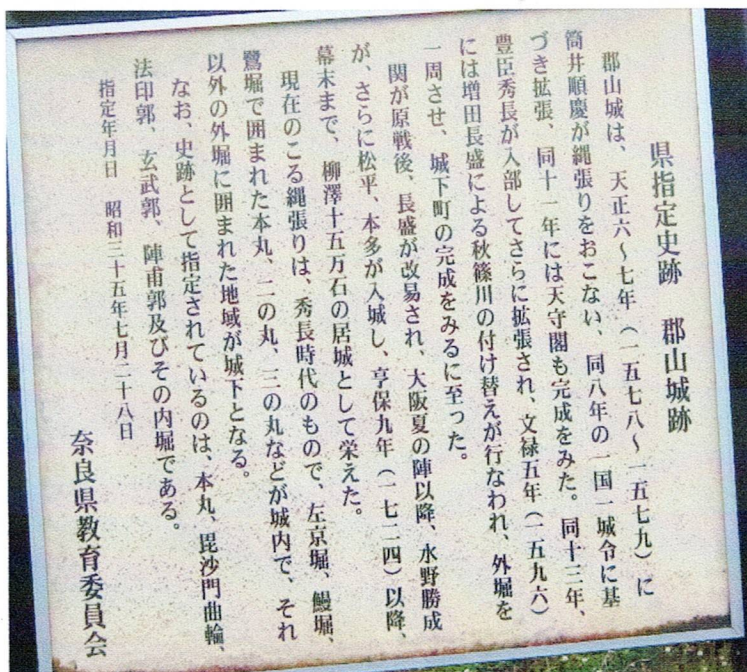 県指定史跡　郡山城跡
郡山城は、天正六～七年（一五七八～一五七九）に
筒井順慶が縄張りをおこない、同八年の一国一城令に基
づき拡張、同十一年には天守閣も完成をみた。同十三年、
豊臣秀長が入部してさらに拡張され、文禄五年（一五九六）
には増田長盛による秋篠川の付け替えが行なわれ、外堀を
一周させ、城下町の完成をみるに至った。
関が原戦後、長盛が改易され、大阪夏の陣以降、水野勝成
が、さらに松平、本多が入城し、亨保九年（一七二四）以降、
幕末まで、柳澤十五万石の居城として栄えた。
現在のこる縄張りは、秀長時代のもので、左京堀、鰻堀、
鷺堀で囲まれた本丸、二の丸、三の丸などが城内で、それ
以外の外堀に囲まれた地域が城下となる。
なお、史跡として指定されているのは、本丸、毘沙門曲輪、
法印郭、玄武郭、陣甫郭及びその内堀である。
指定年月日　昭和三十五年七月二十八日
奈良県教育委員会